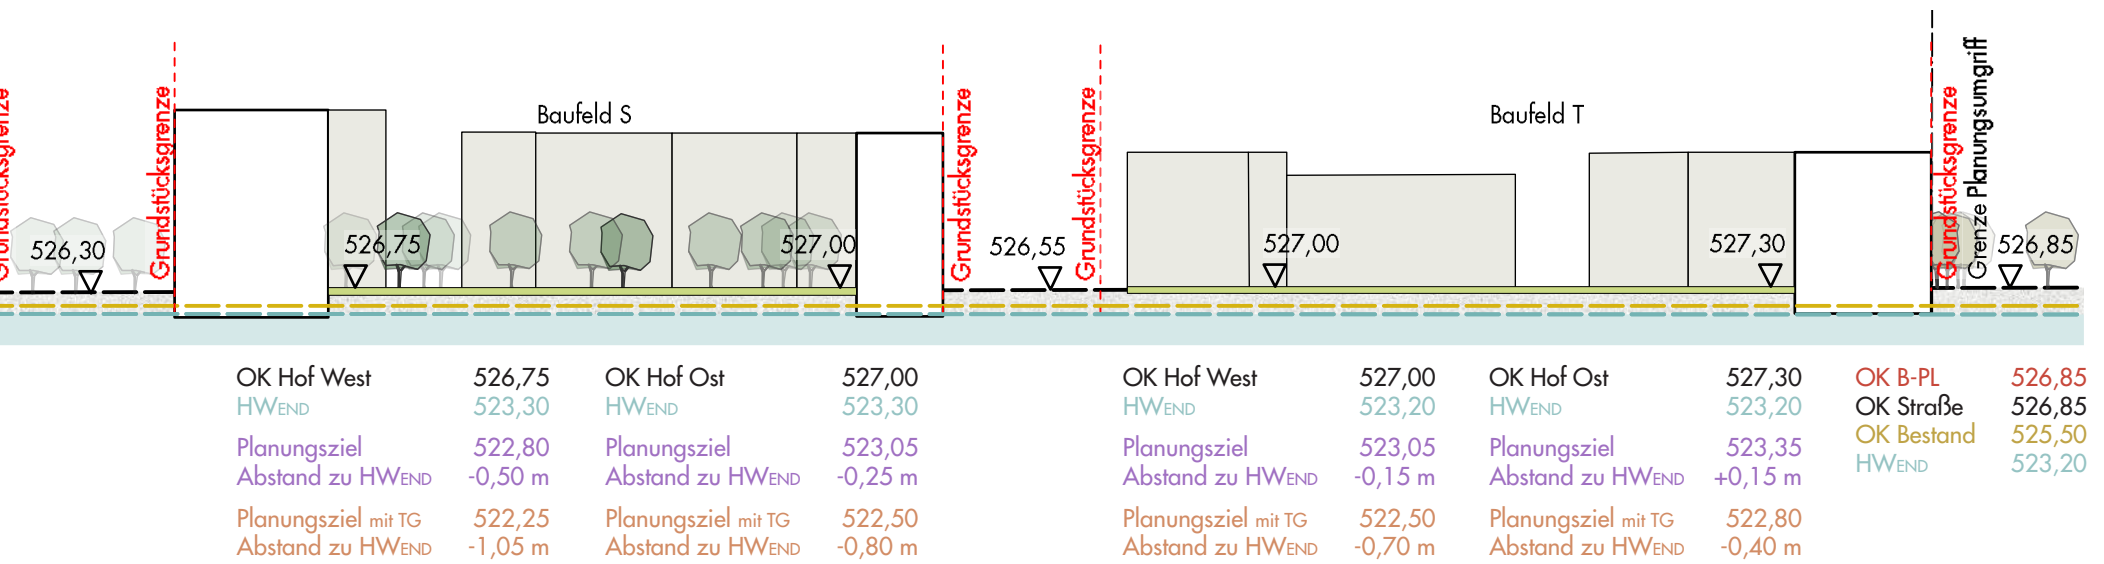 Grundstücksgrenze
Grundstücksgrenze
Grundstücksgrenze
Grundstücksgrenze
Grundstücksgrenze
Grenze Planungsumgriff
Baufeld S
Baufeld T
526,30
526,75
527,00
526,55
527,00
527,30
526,85
OK Hof West 526,75
HWEND 523,30
Planungsziel 522,80
Abstand zu HWEND -0,50 m
Planungsziel mit TG 522,25
Abstand zu HWEND -1,05 m
OK Hof Ost 527,00
HWEND 523,30
Planungsziel 523,05
Abstand zu HWEND -0,25 m
Planungsziel mit TG 522,50
Abstand zu HWEND -0,80 m
OK Hof West 527,00
HWEND 523,20
Planungsziel 523,05
Abstand zu HWEND -0,15 m
Planungsziel mit TG 522,50
Abstand zu HWEND -0,70 m
OK Hof Ost 527,30
HWEND 523,20
Planungsziel 523,35
Abstand zu HWEND +0,15 m
Planungsziel mit TG 522,80
Abstand zu HWEND -0,40 m
OK B-PL 526,85
OK Straße 526,85
OK Bestand 525,50
HWEND 523,20